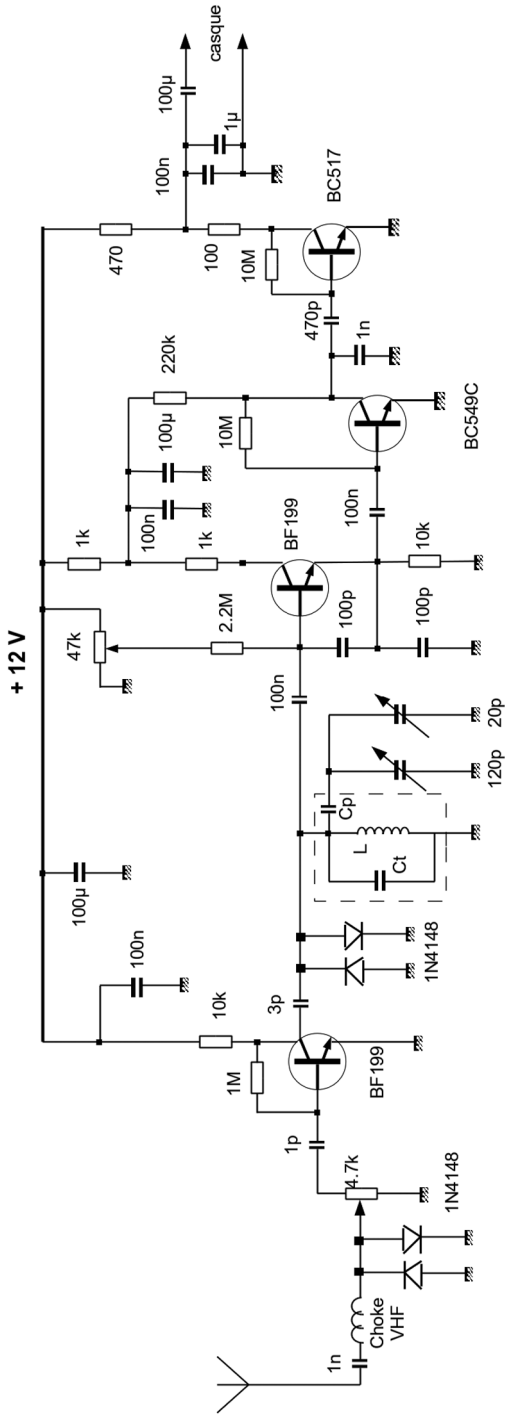 + 12 V
1n
Choke
VHF
1N4148
4.7k
1p
1M
10k
BF199
100n
100µ
3p
1N4148
Ct
L
Cp
120p
20p
100n
47k
2.2M
1k
1k
100n
100µ
BF199
100p
100p
10k
100n
220k
10M
BC549C
1n
470p
10M
470
100
BC517
100n
1µ
100µ
casque